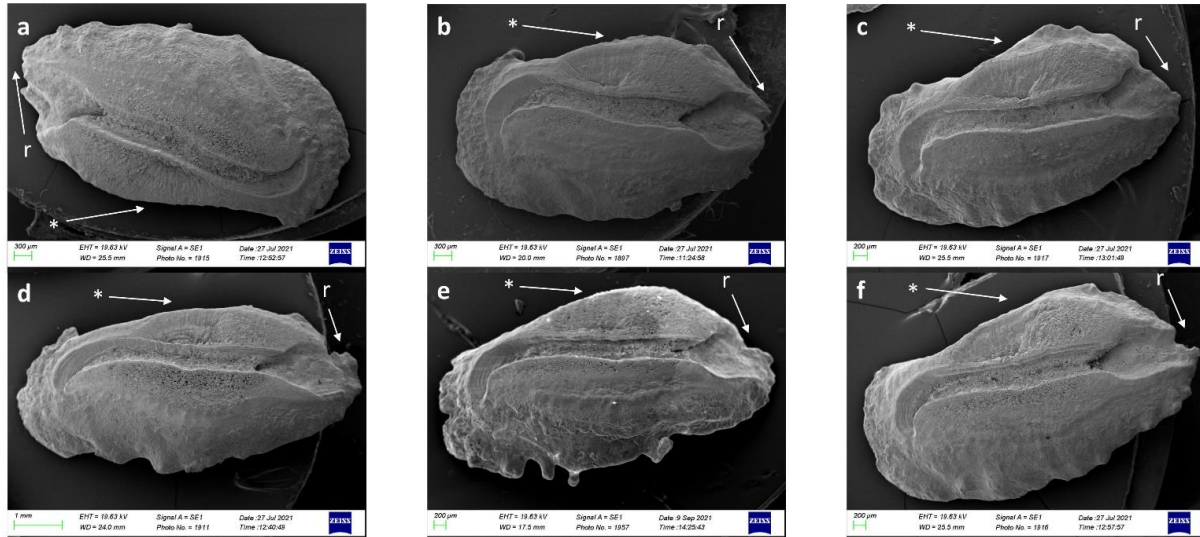 a
*
r
300 µm
EHT = 19.63 kV
WD = 25.5 mm
Signal A = SE1
Photo No. = 1915
Date :27 Jul 2021
Time :12:52:57
ZEISS
b
*
r
300 µm
EHT = 19.63 kV
WD = 20.0 mm
Signal A = SE1
Photo No. = 1897
Date :27 Jul 2021
Time :11:24:58
ZEISS
c
*
r
200 µm
EHT = 19.63 kV
WD = 25.5 mm
Signal A = SE1
Photo No. = 1917
Date :27 Jul 2021
Time :13:01:49
ZEISS
d
*
r
1 mm
EHT = 19.63 kV
WD = 24.0 mm
Signal A = SE1
Photo No. = 1911
Date :27 Jul 2021
Time :12:40:49
ZEISS
e
*
r
200 µm
EHT = 19.63 kV
WD = 17.5 mm
Signal A = SE1
Photo No. = 1957
Date :9 Sep 2021
Time :14:25:43
ZEISS
f
*
r
200 µm
EHT = 19.63 kV
WD = 25.5 mm
Signal A = SE1
Photo No. = 1916
Date :27 Jul 2021
Time :12:57:57
ZEISS